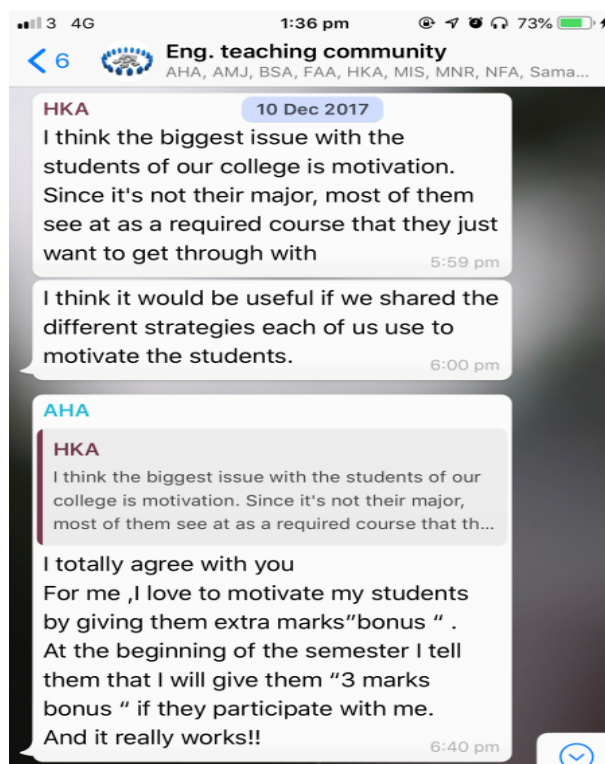 3 4G 1:36 pm 73%
6 Eng. teaching community
AHA, AMJ, BSA, FAA, HKA, MIS, MNR, NFA, Sama...
HKA 10 Dec 2017
I think the biggest issue with the
students of our college is motivation.
Since it's not their major, most of them
see at as a required course that they just
want to get through with
5:59 pm
I think it would be useful if we shared the
different strategies each of us use to
motivate the students.
6:00 pm
AHA
HKA
I think the biggest issue with the students of our
college is motivation. Since it's not their major,
most of them see at as a required course that th...
I totally agree with you
For me ,I love to motivate my students
by giving them extra marks”bonus “ .
At the beginning of the semester I tell
them that I will give them “3 marks
bonus “ if they participate with me.
And it really works!!
6:40 pm